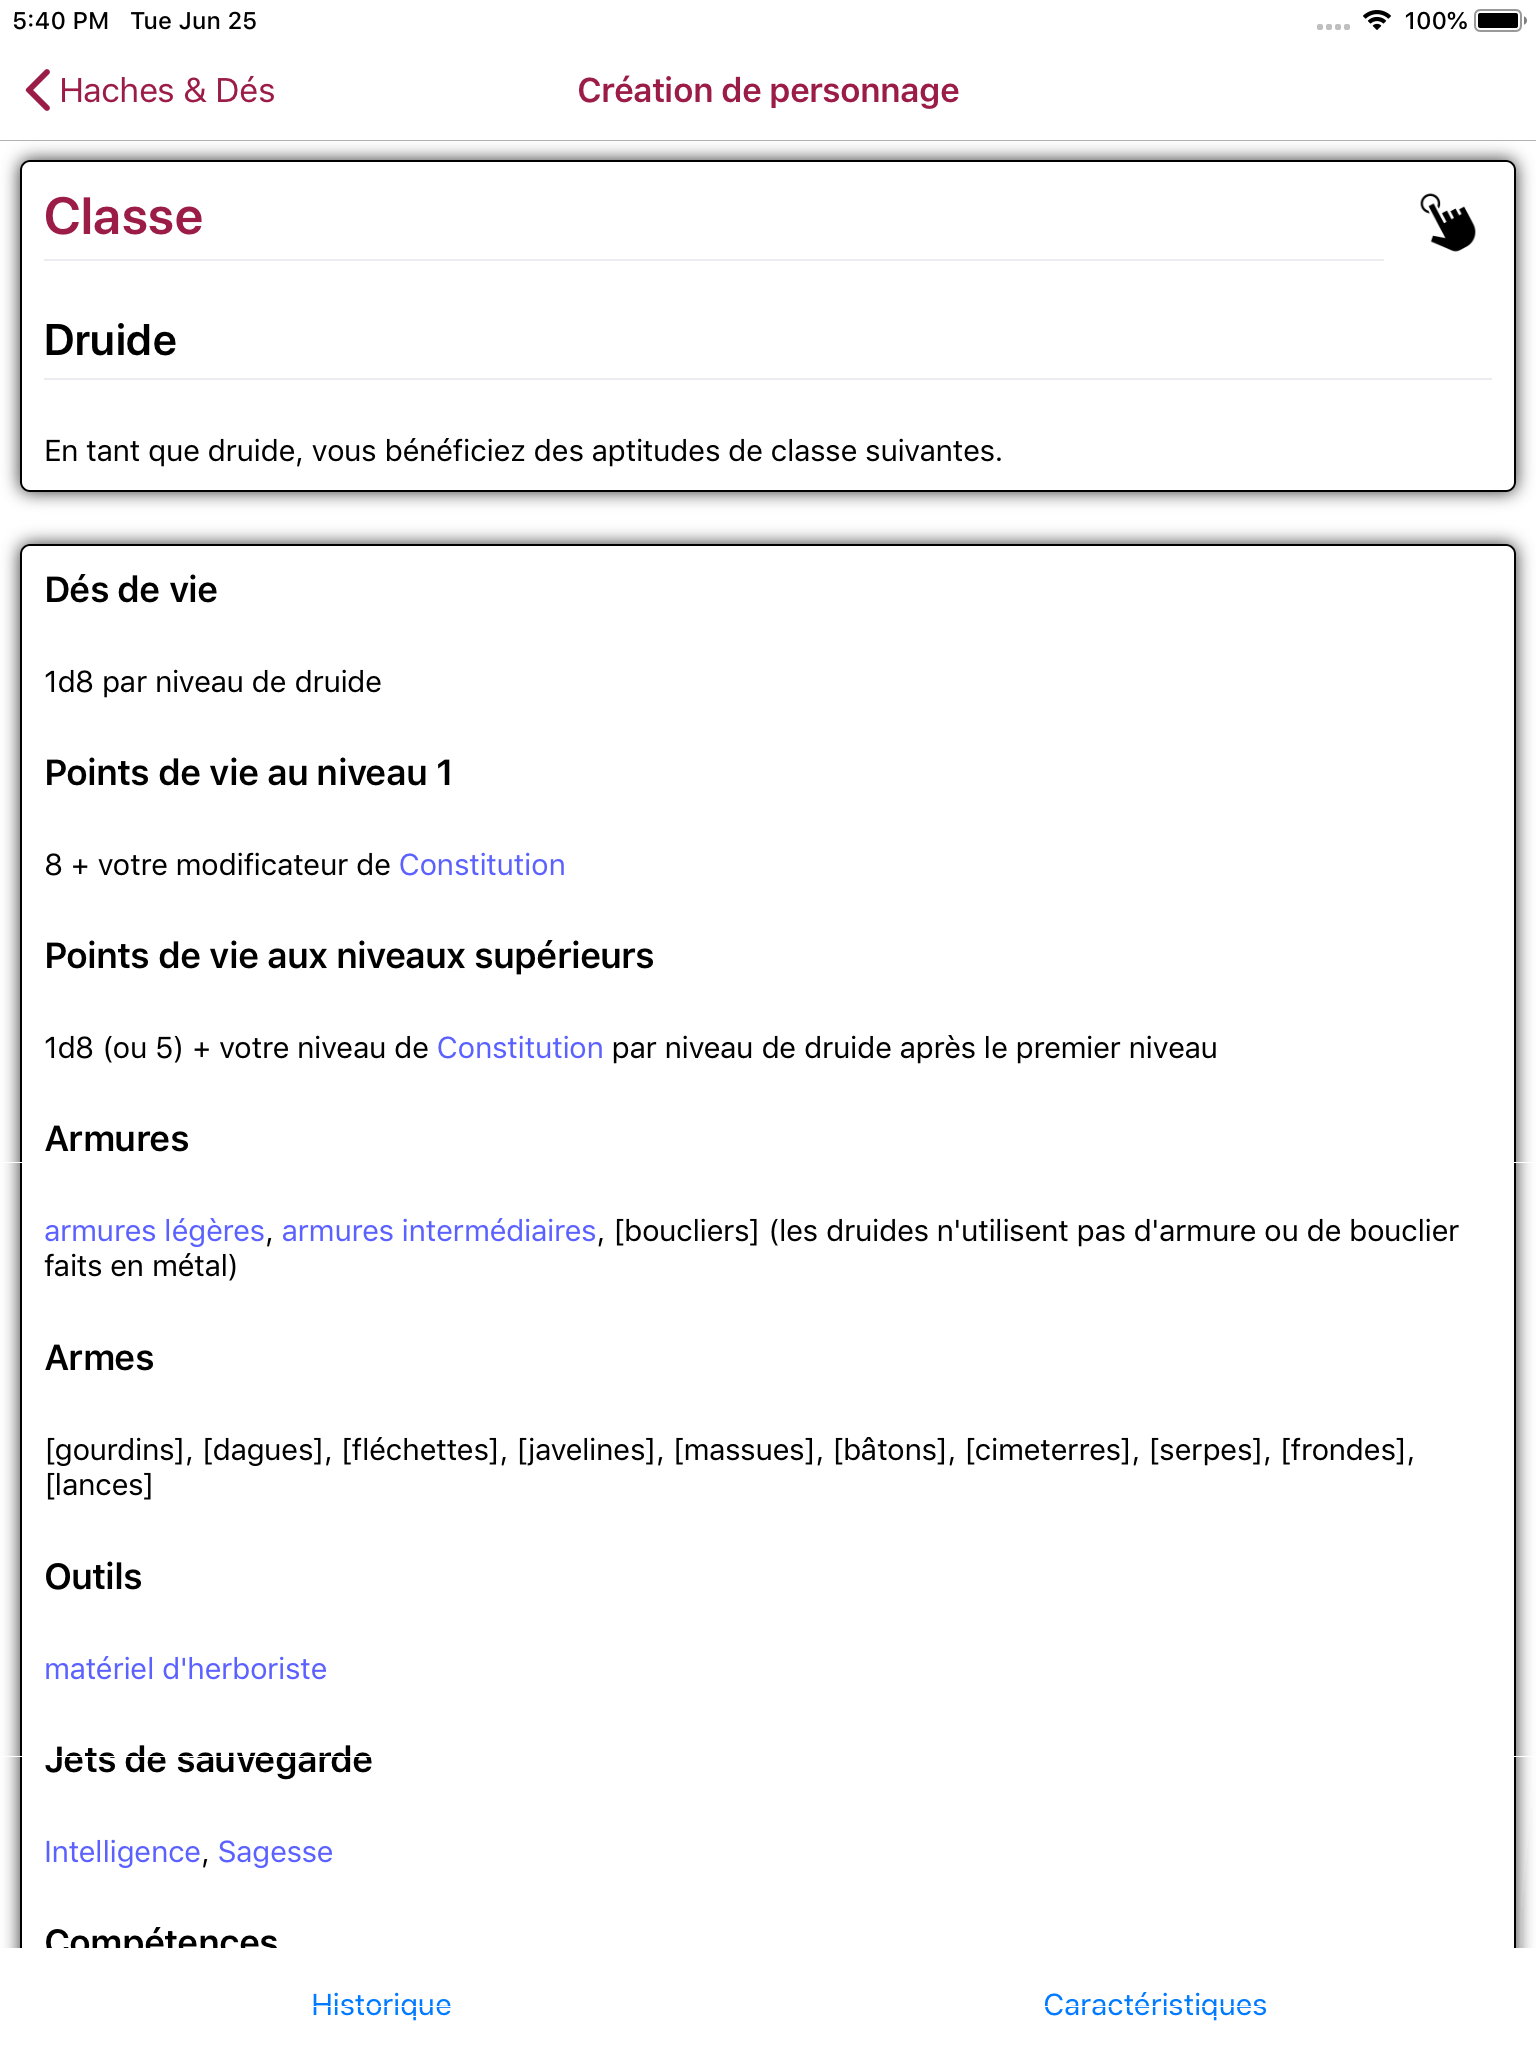 5:40 PM Tue Jun 25
100%
Haches & Dés
Création de personnage
Classe
Druide
En tant que druide, vous bénéficiez des aptitudes de classe suivantes.
Dés de vie
1d8 par niveau de druide
Points de vie au niveau 1
8 + votre modificateur de Constitution
Points de vie aux niveaux supérieurs
1d8 (ou 5) + votre niveau de Constitution par niveau de druide après le premier niveau
Armures
armures légères, armures intermédiaires, [boucliers] (les druides n'utilisent pas d'armure ou de bouclier
faits en métal)
Armes
[gourdins], [dagues], [fléchettes], [javelines], [massues], [bâtons], [cimeterres], [serpes], [frondes],
[lances]
Outils
matériel d'herboriste
Jets de sauvegarde
Intelligence, Sagesse
Compétences
Historique
Caractéristiques